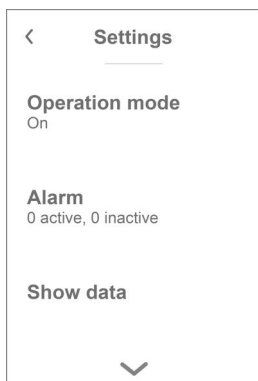 Settings
Operation mode
On
Alarm
0 active, 0 inactive
Show data